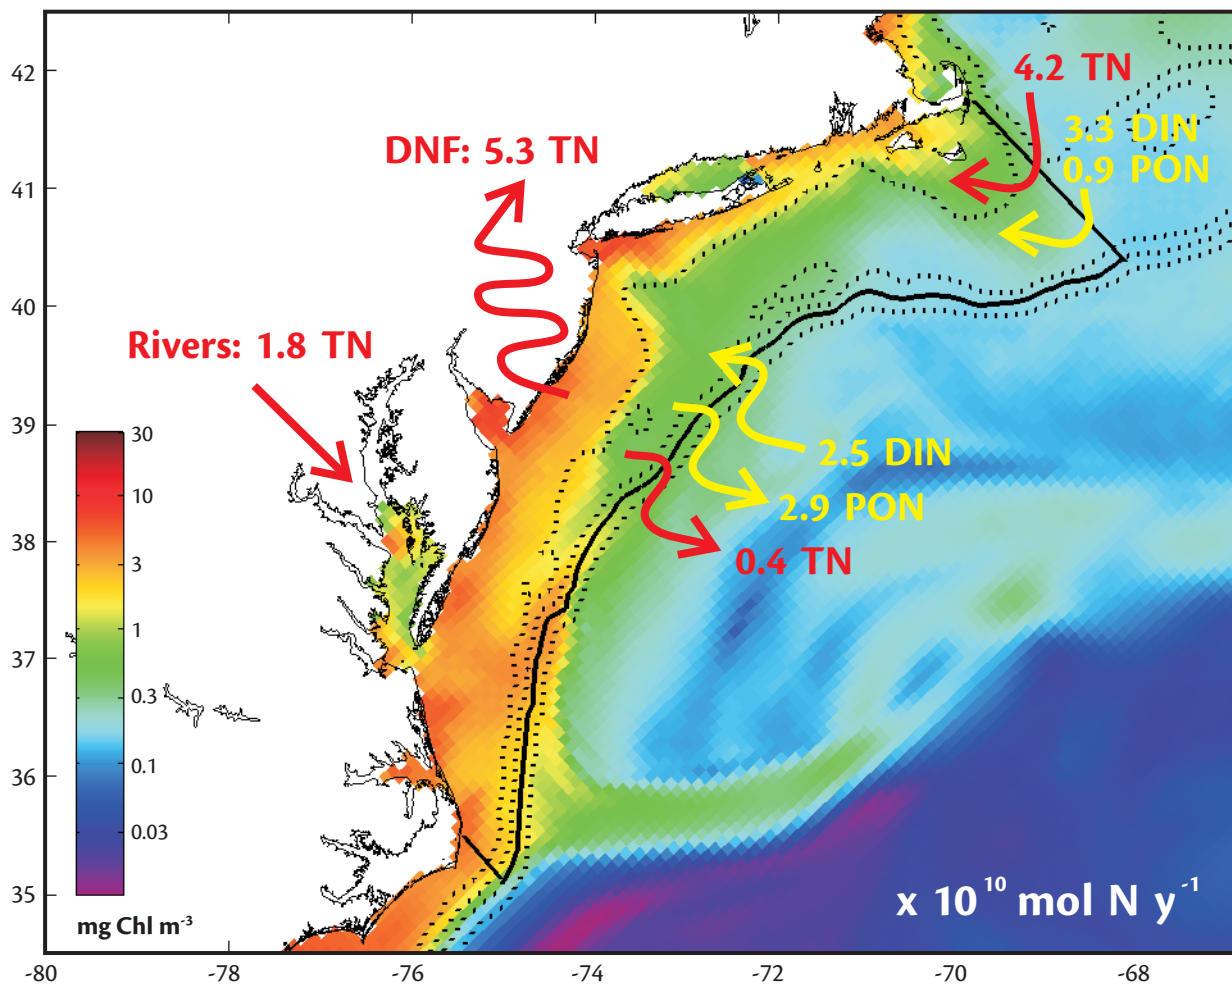 42
41
40
39
38
37
36
35
4.2 TN
3.3 DIN
0.9 PON
DNF: 5.3 TN
Rivers: 1.8 TN
2.5 DIN
2.9 PON
0.4 TN
30
10
3
1
0.3
0.1
0.03
mg Chl m⁻³
x 10¹⁰ mol N y⁻¹
-80
-78
-76
-74
-72
-70
-68